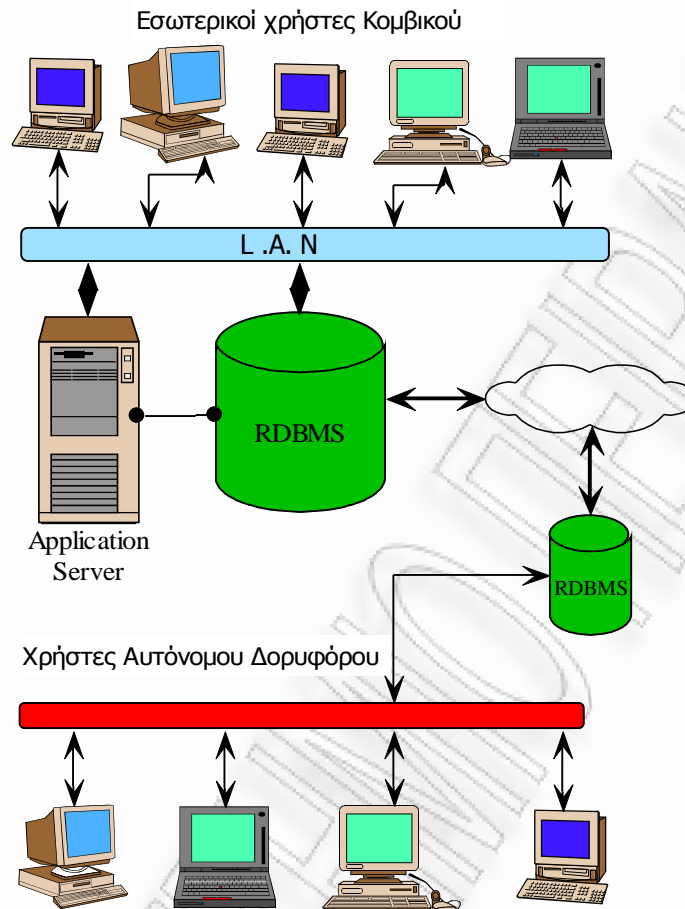 Εσωτερικοί χρήστες Κομβικού
L .A. N
RDBMS
Application
Server
RDBMS
Χρήστες Αυτόνομου Δορυφόρου